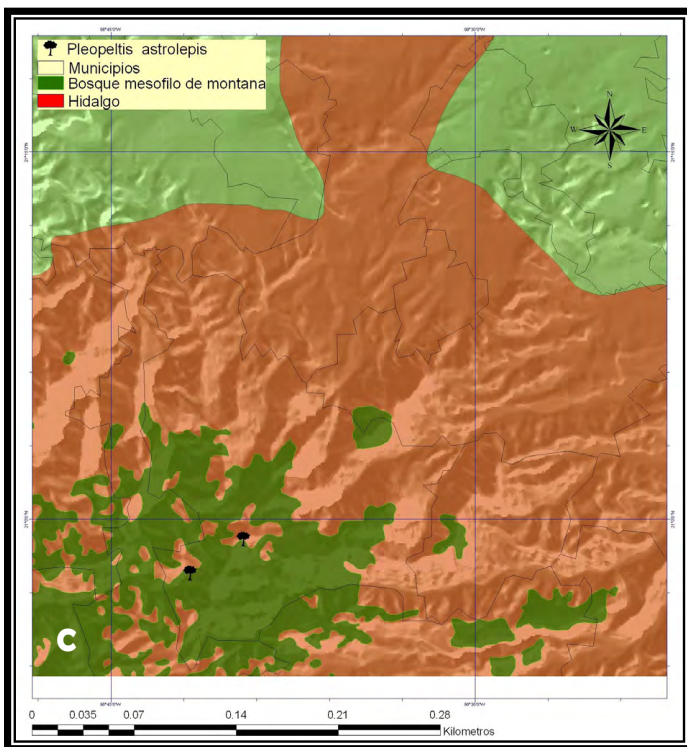 Pleopeltis astrolepis
Municipios
Bosque mesofilo de montana
Hidalgo
N
W E
S
C
0 0.035 0.07 0.14 0.21 0.28
Kilometros